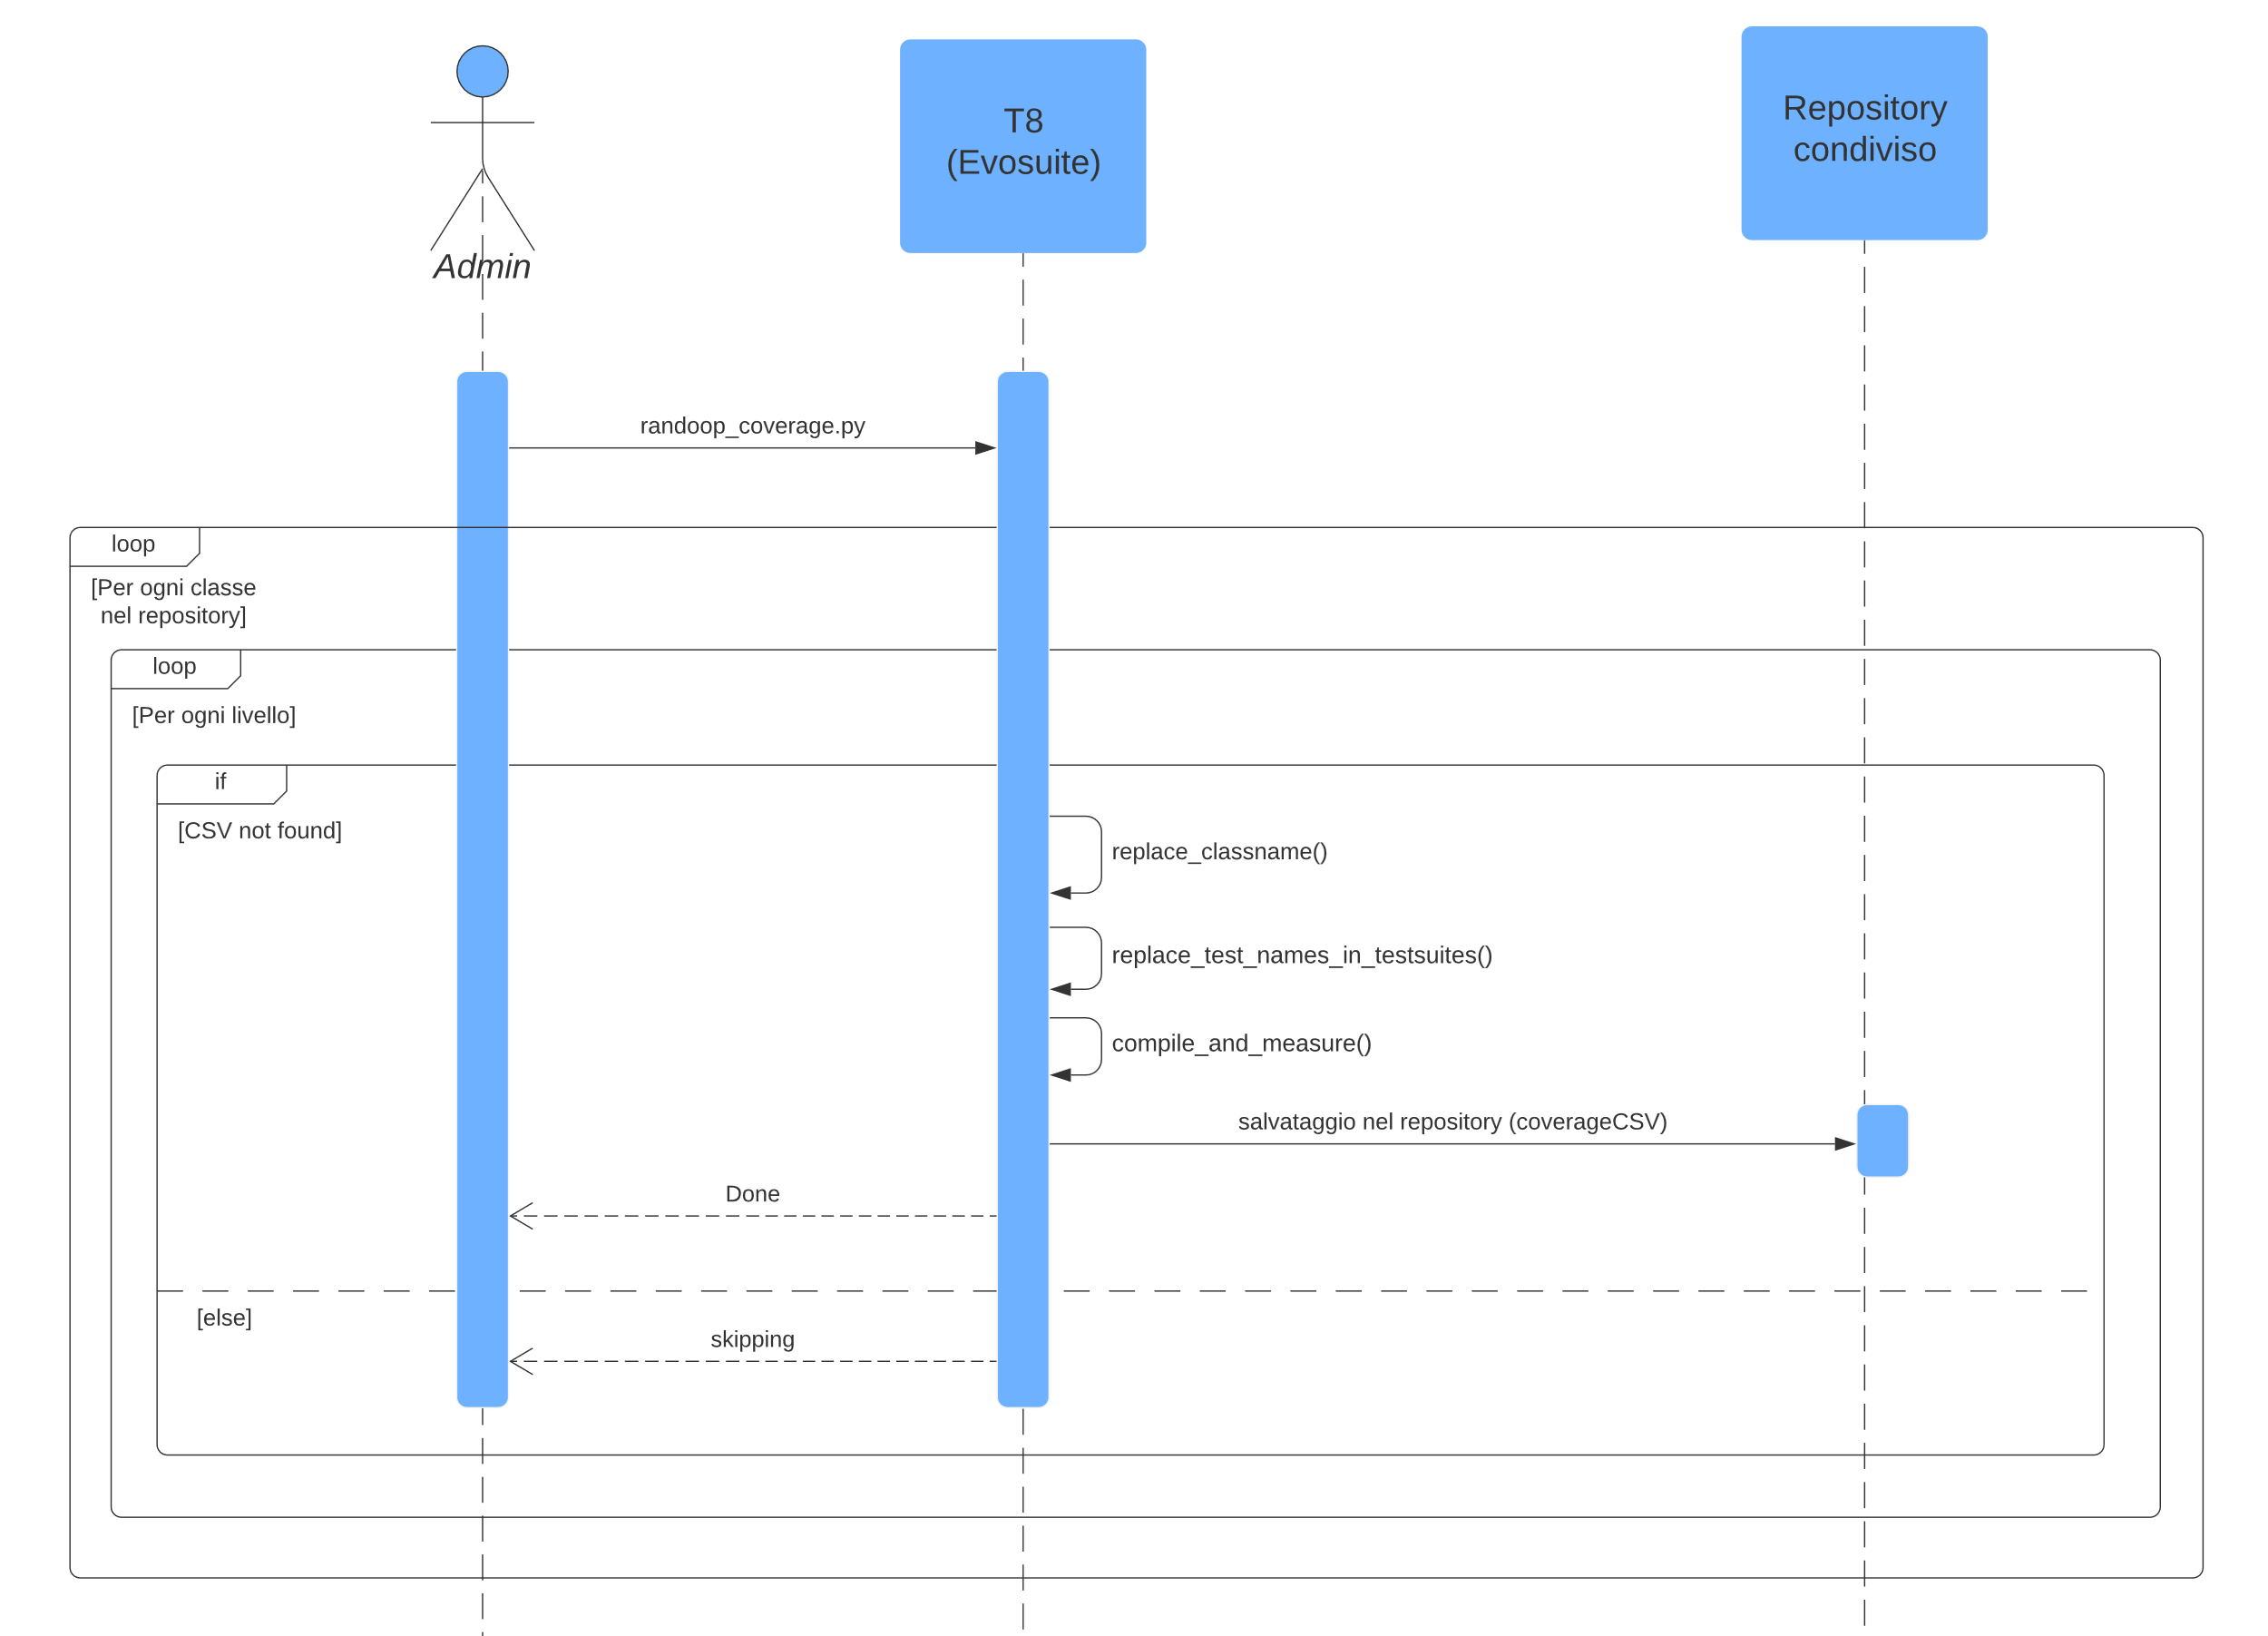 Admin
T8
(Evosuite)
Repository
condiviso
randoop_coverage.py
loop
[Per ogni classe
nel repository]
loop
[Per ogni livello]
if
[CSV not found]
replace_classname()
replace_test_names_in_testsuites()
compile_and_measure()
salvataggio nel repository (coverageCSV)
Done
[else]
skipping